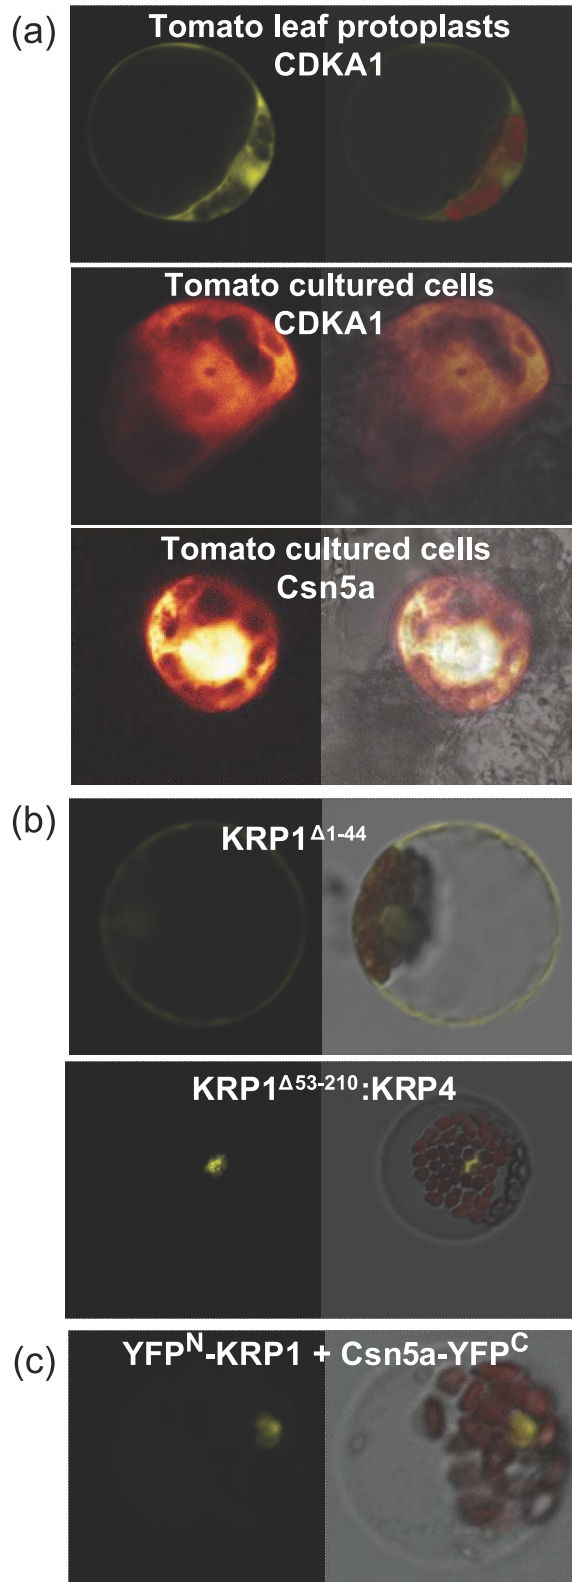 (a)
Tomato leaf protoplasts
CDKA1
Tomato cultured cells
CDKA1
Tomato cultured cells
Csn5a
(b)
KRP1Δ1-44
KRP1Δ53-210:KRP4
(c)
YFPN-KRP1 + Csn5a-YFPC